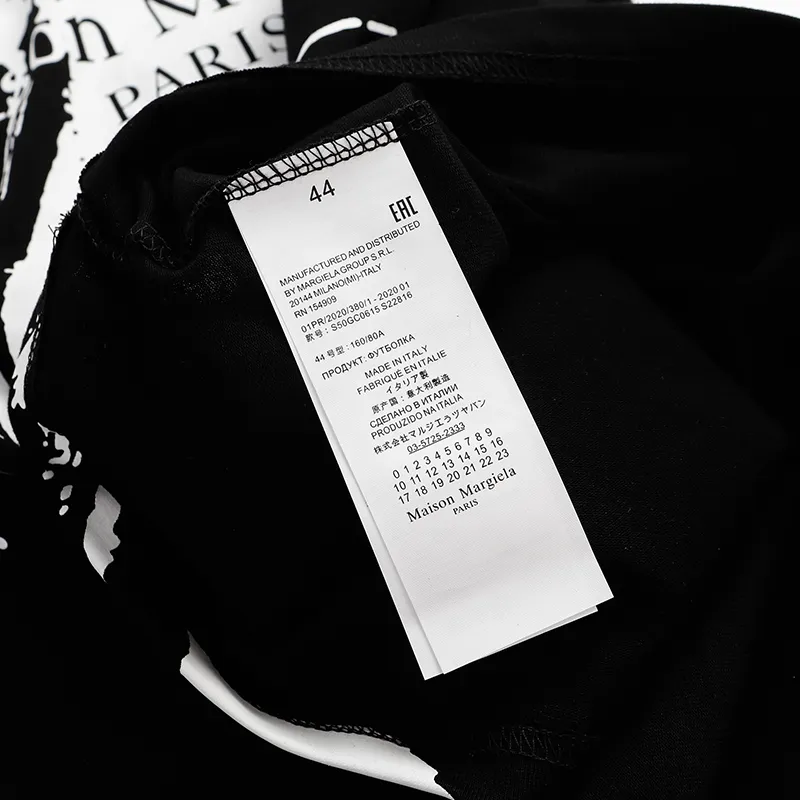 on M
PARIS
44
EAC
MANUFACTURED AND DISTRIBUTED
BY MARGIELA GROUP S.R.L.
20144 MILANO(MI)-ITALY
RN 154909
01PR/2020/380/1 - 2020 01
款号: S50GC0615 S22816
44 号型: 160/80A
ПРОДУКТ: ФУТБОЛКА
MADE IN ITALY
FABRIQUÉ EN ITALIE
イタリア製
原产国: 意大利製造
СДЕЛАНО В ИТАЛИИ
PRODUZIDO NA ITALIA
株式会社マルジエラジャパン
03-5725-2333
0 1 2 3 4 5 6 7 8 9
10 11 12 13 14 15 16
17 18 19 20 21 22 23
Maison Margiela
PARIS